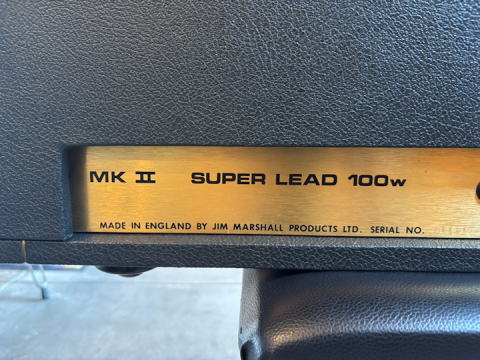 MK II SUPER LEAD 100w
MADE IN ENGLAND BY JIM MARSHALL PRODUCTS LTD. SERIAL NO.